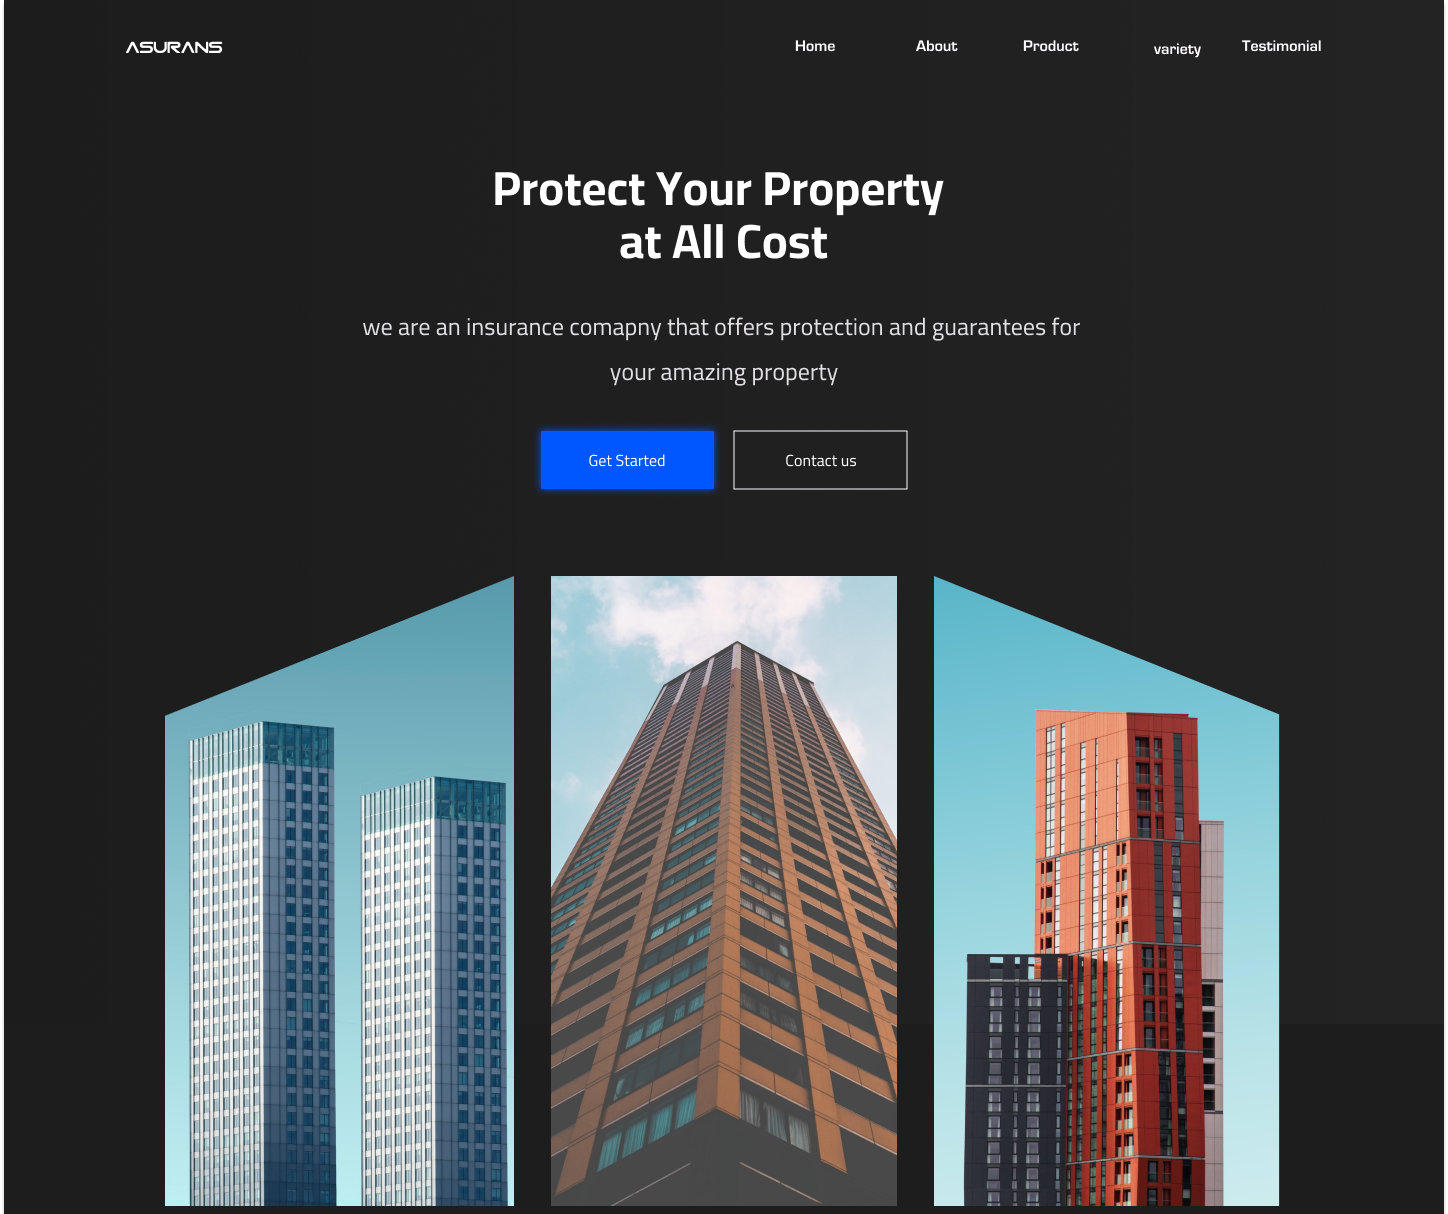 ASURANS
Home
About
Product
variety
Testimonial
Protect Your Property
at All Cost
we are an insurance comapny that offers protection and guarantees for
your amazing property
Get Started
Contact us